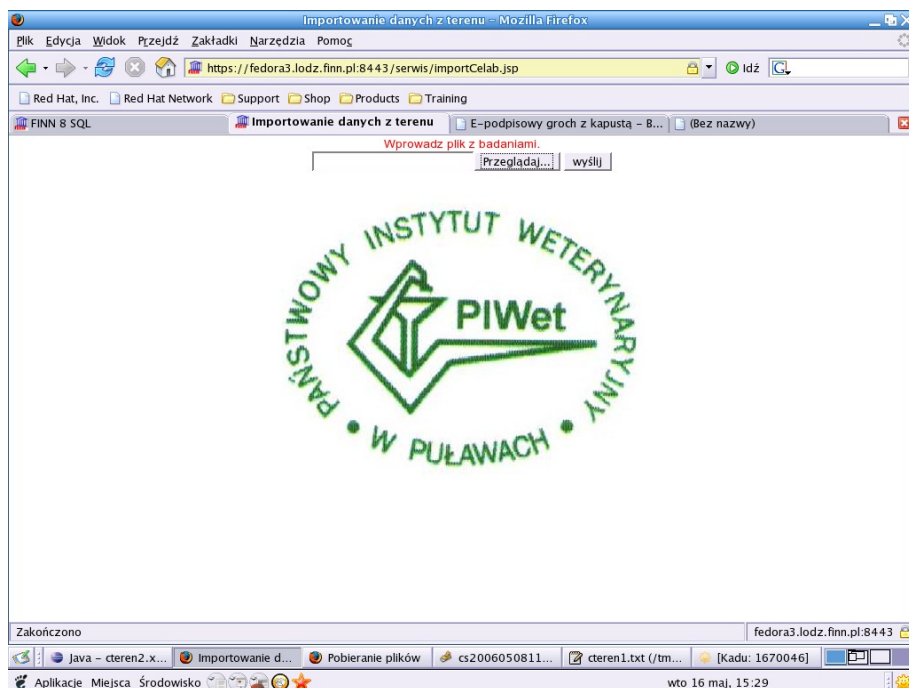 Importowanie danych z terenu - Mozilla Firefox
Plik Edycja Widok Przejdź Zakładki Narzędzia Pomoc
https://fedora3.lodz.finn.pl:8443/serwis/importCelab.jsp Idź G
Red Hat, Inc. Red Hat Network Support Shop Products Training
FINN 8 SQL Importowanie danych z terenu E-podpisowy groch z kapustą - B... (Bez nazwy)
Wprowadz plik z badaniami.
Przeglądaj... wyślij
PAŃSTWOWY INSTYTUT WETERYNARYJNY
PIWet
• W PUŁAWACH •
Zakończono fedora3.lodz.finn.pl:8443
Java - cteren2.x... Importowanie d... Pobieranie plików cs2006050811... cteren1.txt (/tm... [Kadu: 1670046]
Aplikacje Miejsca Środowisko wto 16 maj, 15:29